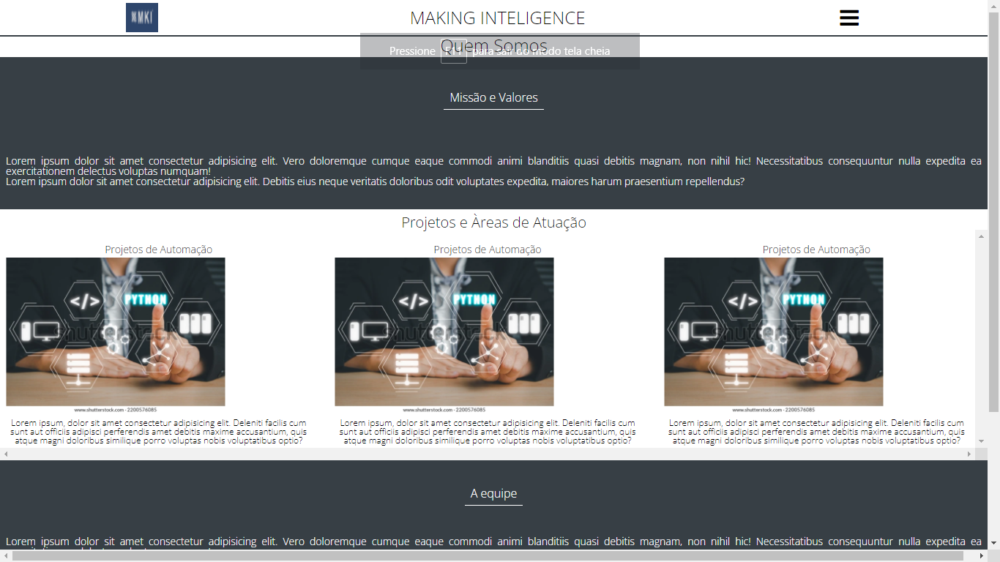 MKI
MAKING INTELIGENCE
Quem Somos
Pressione F11 para sair do modo tela cheia
Missão e Valores
Lorem ipsum dolor sit amet consectetur adipisicing elit. Vero doloremque cumque eaque commodi animi blanditiis quasi debitis magnam, non nihil hic! Necessitatibus consequuntur nulla expedita ea
exercitationem delectus voluptas numquam!
Lorem ipsum dolor sit amet consectetur adipisicing elit. Debitis eius neque veritatis doloribus odit voluptates expedita, maiores harum praesentium repellendus?
Projetos e Àreas de Atuação
Projetos de Automação
</>
PYTHON
shutterstock
www.shutterstock.com · 2200576085
Lorem ipsum, dolor sit amet consectetur adipisicing elit. Deleniti facilis cum
sunt aut officiis adipisci perferendis amet debitis maxime accusantium, quis
atque magni doloribus similique porro voluptas nobis voluptatibus optio?
Projetos de Automação
</>
PYTHON
shutterstock
www.shutterstock.com · 2200576085
Lorem ipsum, dolor sit amet consectetur adipisicing elit. Deleniti facilis cum
sunt aut officiis adipisci perferendis amet debitis maxime accusantium, quis
atque magni doloribus similique porro voluptas nobis voluptatibus optio?
Projetos de Automação
</>
PYTHON
shutterstock
www.shutterstock.com · 2200576085
Lorem ipsum, dolor sit amet consectetur adipisicing elit. Deleniti facilis cum
sunt aut officiis adipisci perferendis amet debitis maxime accusantium, quis
atque magni doloribus similique porro voluptas nobis voluptatibus optio?
A equipe
Lorem ipsum dolor sit amet consectetur adipisicing elit. Vero doloremque cumque eaque commodi animi blanditiis quasi debitis magnam, non nihil hic! Necessitatibus consequuntur nulla expedita ea